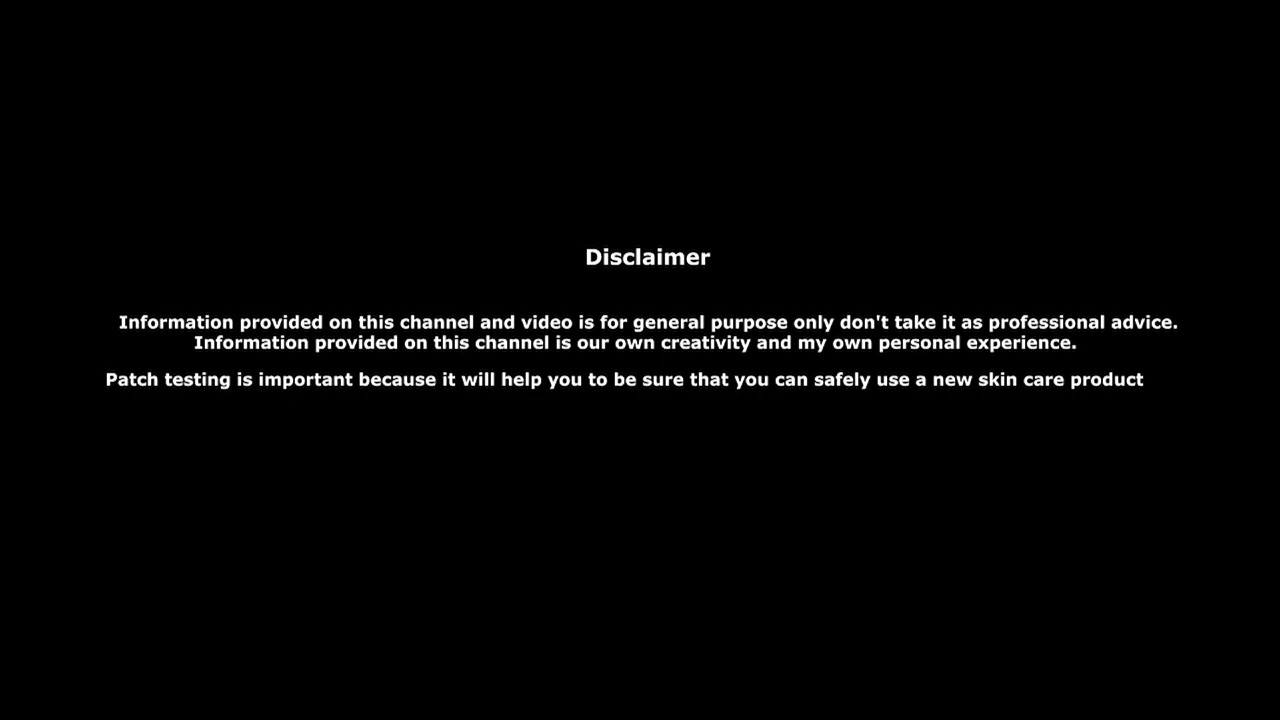 Disclaimer
Information provided on this channel and video is for general purpose only don't take it as professional advice.
Information provided on this channel is our own creativity and my own personal experience.
Patch testing is important because it will help you to be sure that you can safely use a new skin care product